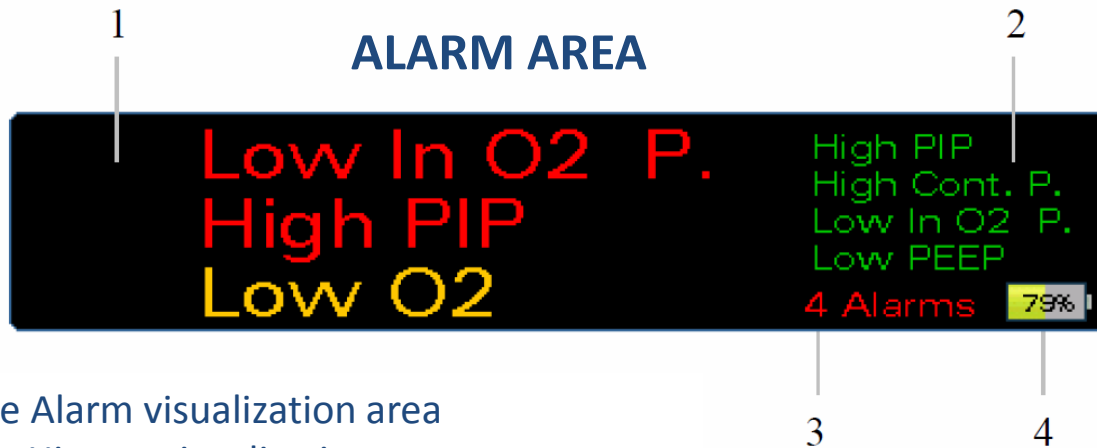 1
2
ALARM AREA
Low In O2 P.
High PIP
Low O2
High PIP
High Cont. P.
Low In O2 P.
Low PEEP
4 Alarms
79%
3
4
Alarm visualization area